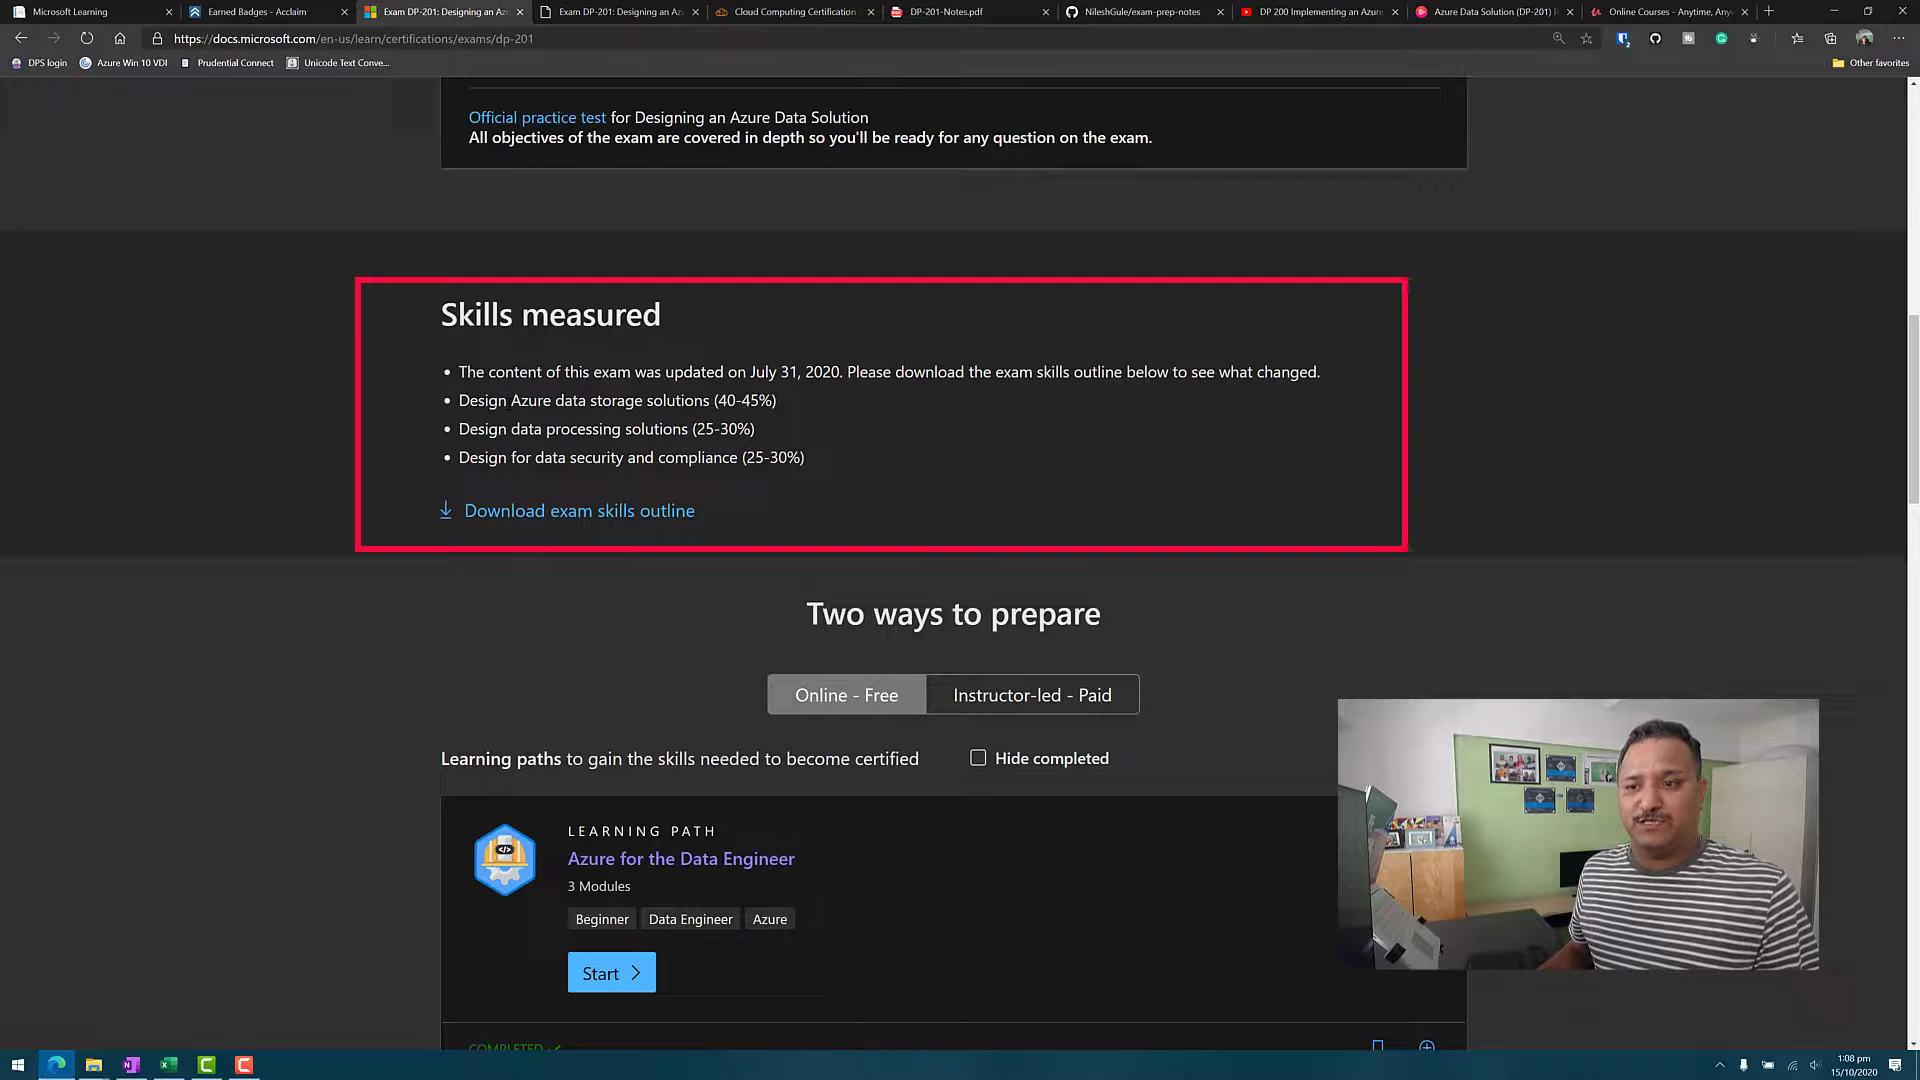 Microsoft Learning
Earned Badges - Acclaim
Exam DP-201: Designing an Az
Exam DP-201: Designing an Az
Cloud Computing Certification
DP-201-Notes.pdf
NileshGule/exam-prep-notes
DP 200 Implementing an Azure
Azure Data Solution (DP-201) P
Online Courses - Anytime, Any
https://docs.microsoft.com/en-us/learn/certifications/exams/dp-201
DPS login
Azure Win 10 VDI
Prudential Connect
Unicode Text Conve...
Other favorites
Official practice test for Designing an Azure Data Solution
All objectives of the exam are covered in depth so you'll be ready for any question on the exam.
Skills measured
• The content of this exam was updated on July 31, 2020. Please download the exam skills outline below to see what changed.
• Design Azure data storage solutions (40-45%)
• Design data processing solutions (25-30%)
• Design for data security and compliance (25-30%)
Download exam skills outline
Two ways to prepare
Online - Free
Instructor-led - Paid
Learning paths to gain the skills needed to become certified
Hide completed
LEARNING PATH
Azure for the Data Engineer
3 Modules
Beginner
Data Engineer
Azure
Start
COMPLETED
1:08 pm
15/10/2020